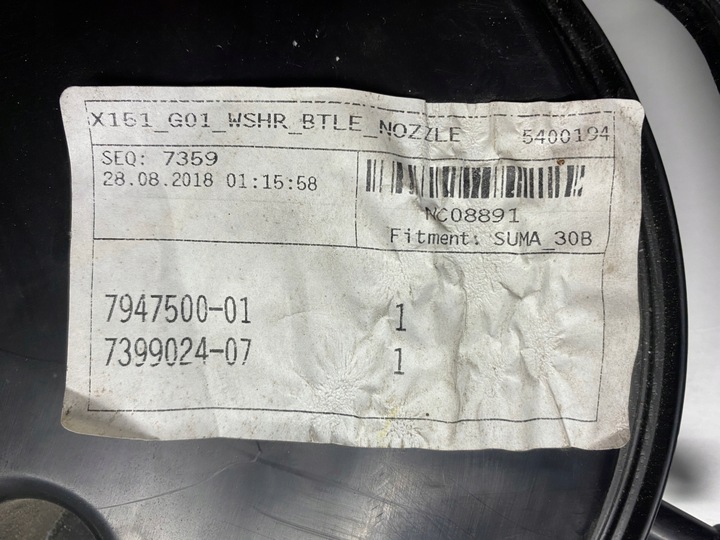 X151_G01_WSHR_BTLE_NOZZLE 5400194
SEQ: 7359
28.08.2018 01:15:58
NC08891
Fitment: SUMA_30B
7947500-01 1
7399024-07 1